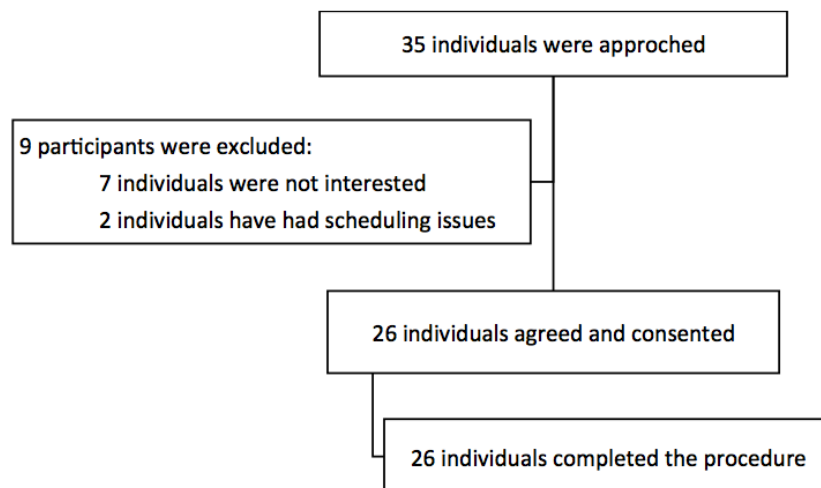 35 individuals were approched
9 participants were excluded:
7 individuals were not interested
2 individuals have had scheduling issues
26 individuals agreed and consented
26 individuals completed the procedure